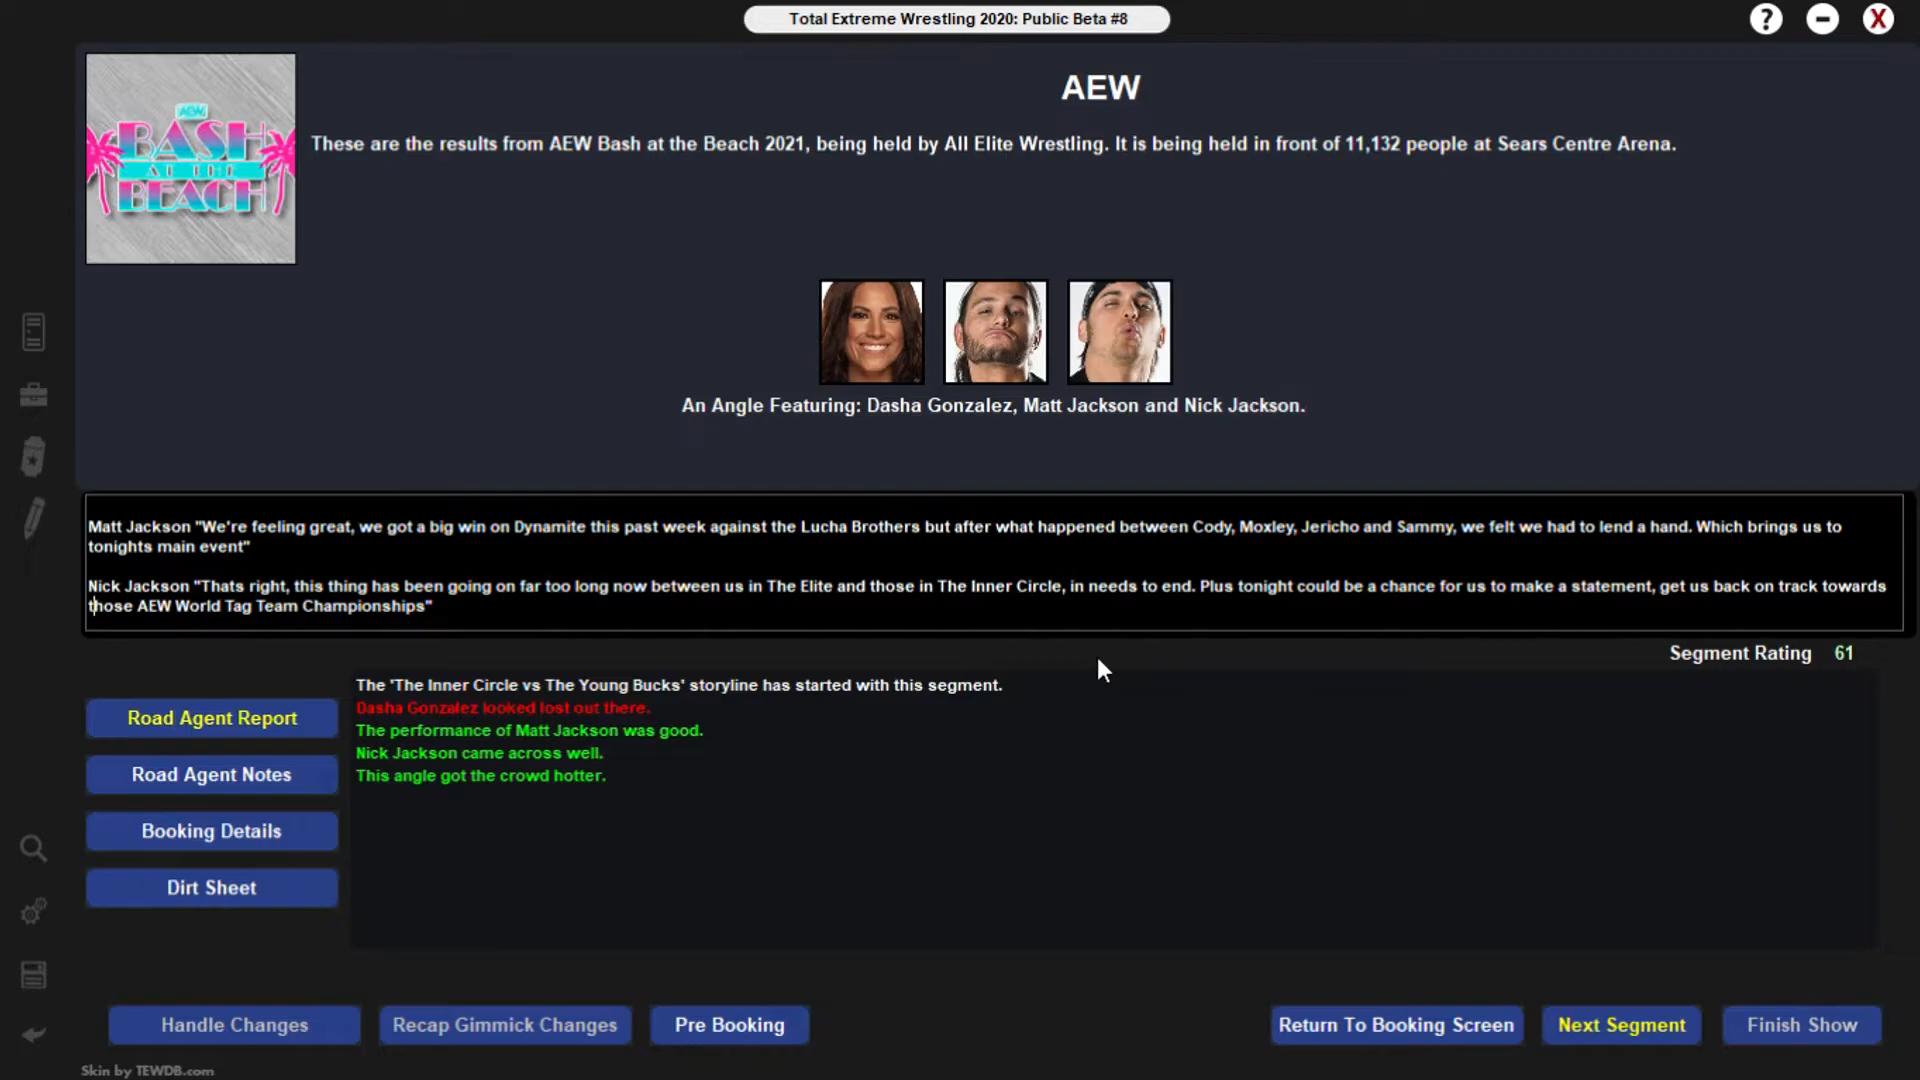 Total Extreme Wrestling 2020: Public Beta #8
?
X
AEW
BASH
AT THE
BEACH
AEW
These are the results from AEW Bash at the Beach 2021, being held by All Elite Wrestling. It is being held in front of 11,132 people at Sears Centre Arena.
An Angle Featuring: Dasha Gonzalez, Matt Jackson and Nick Jackson.
Matt Jackson "We're feeling great, we got a big win on Dynamite this past week against the Lucha Brothers but after what happened between Cody, Moxley, Jericho and Sammy, we felt we had to lend a hand. Which brings us to
tonights main event"
Nick Jackson "Thats right, this thing has been going on far too long now between us in The Elite and those in The Inner Circle, in needs to end. Plus tonight could be a chance for us to make a statement, get us back on track towards
those AEW World Tag Team Championships"
Segment Rating 61
Road Agent Report
Road Agent Notes
Booking Details
Dirt Sheet
The 'The Inner Circle vs The Young Bucks' storyline has started with this segment.
Dasha Gonzalez looked lost out there.
The performance of Matt Jackson was good.
Nick Jackson came across well.
This angle got the crowd hotter.
Handle Changes
Recap Gimmick Changes
Pre Booking
Return To Booking Screen
Next Segment
Finish Show
Skin by TEWDB.com